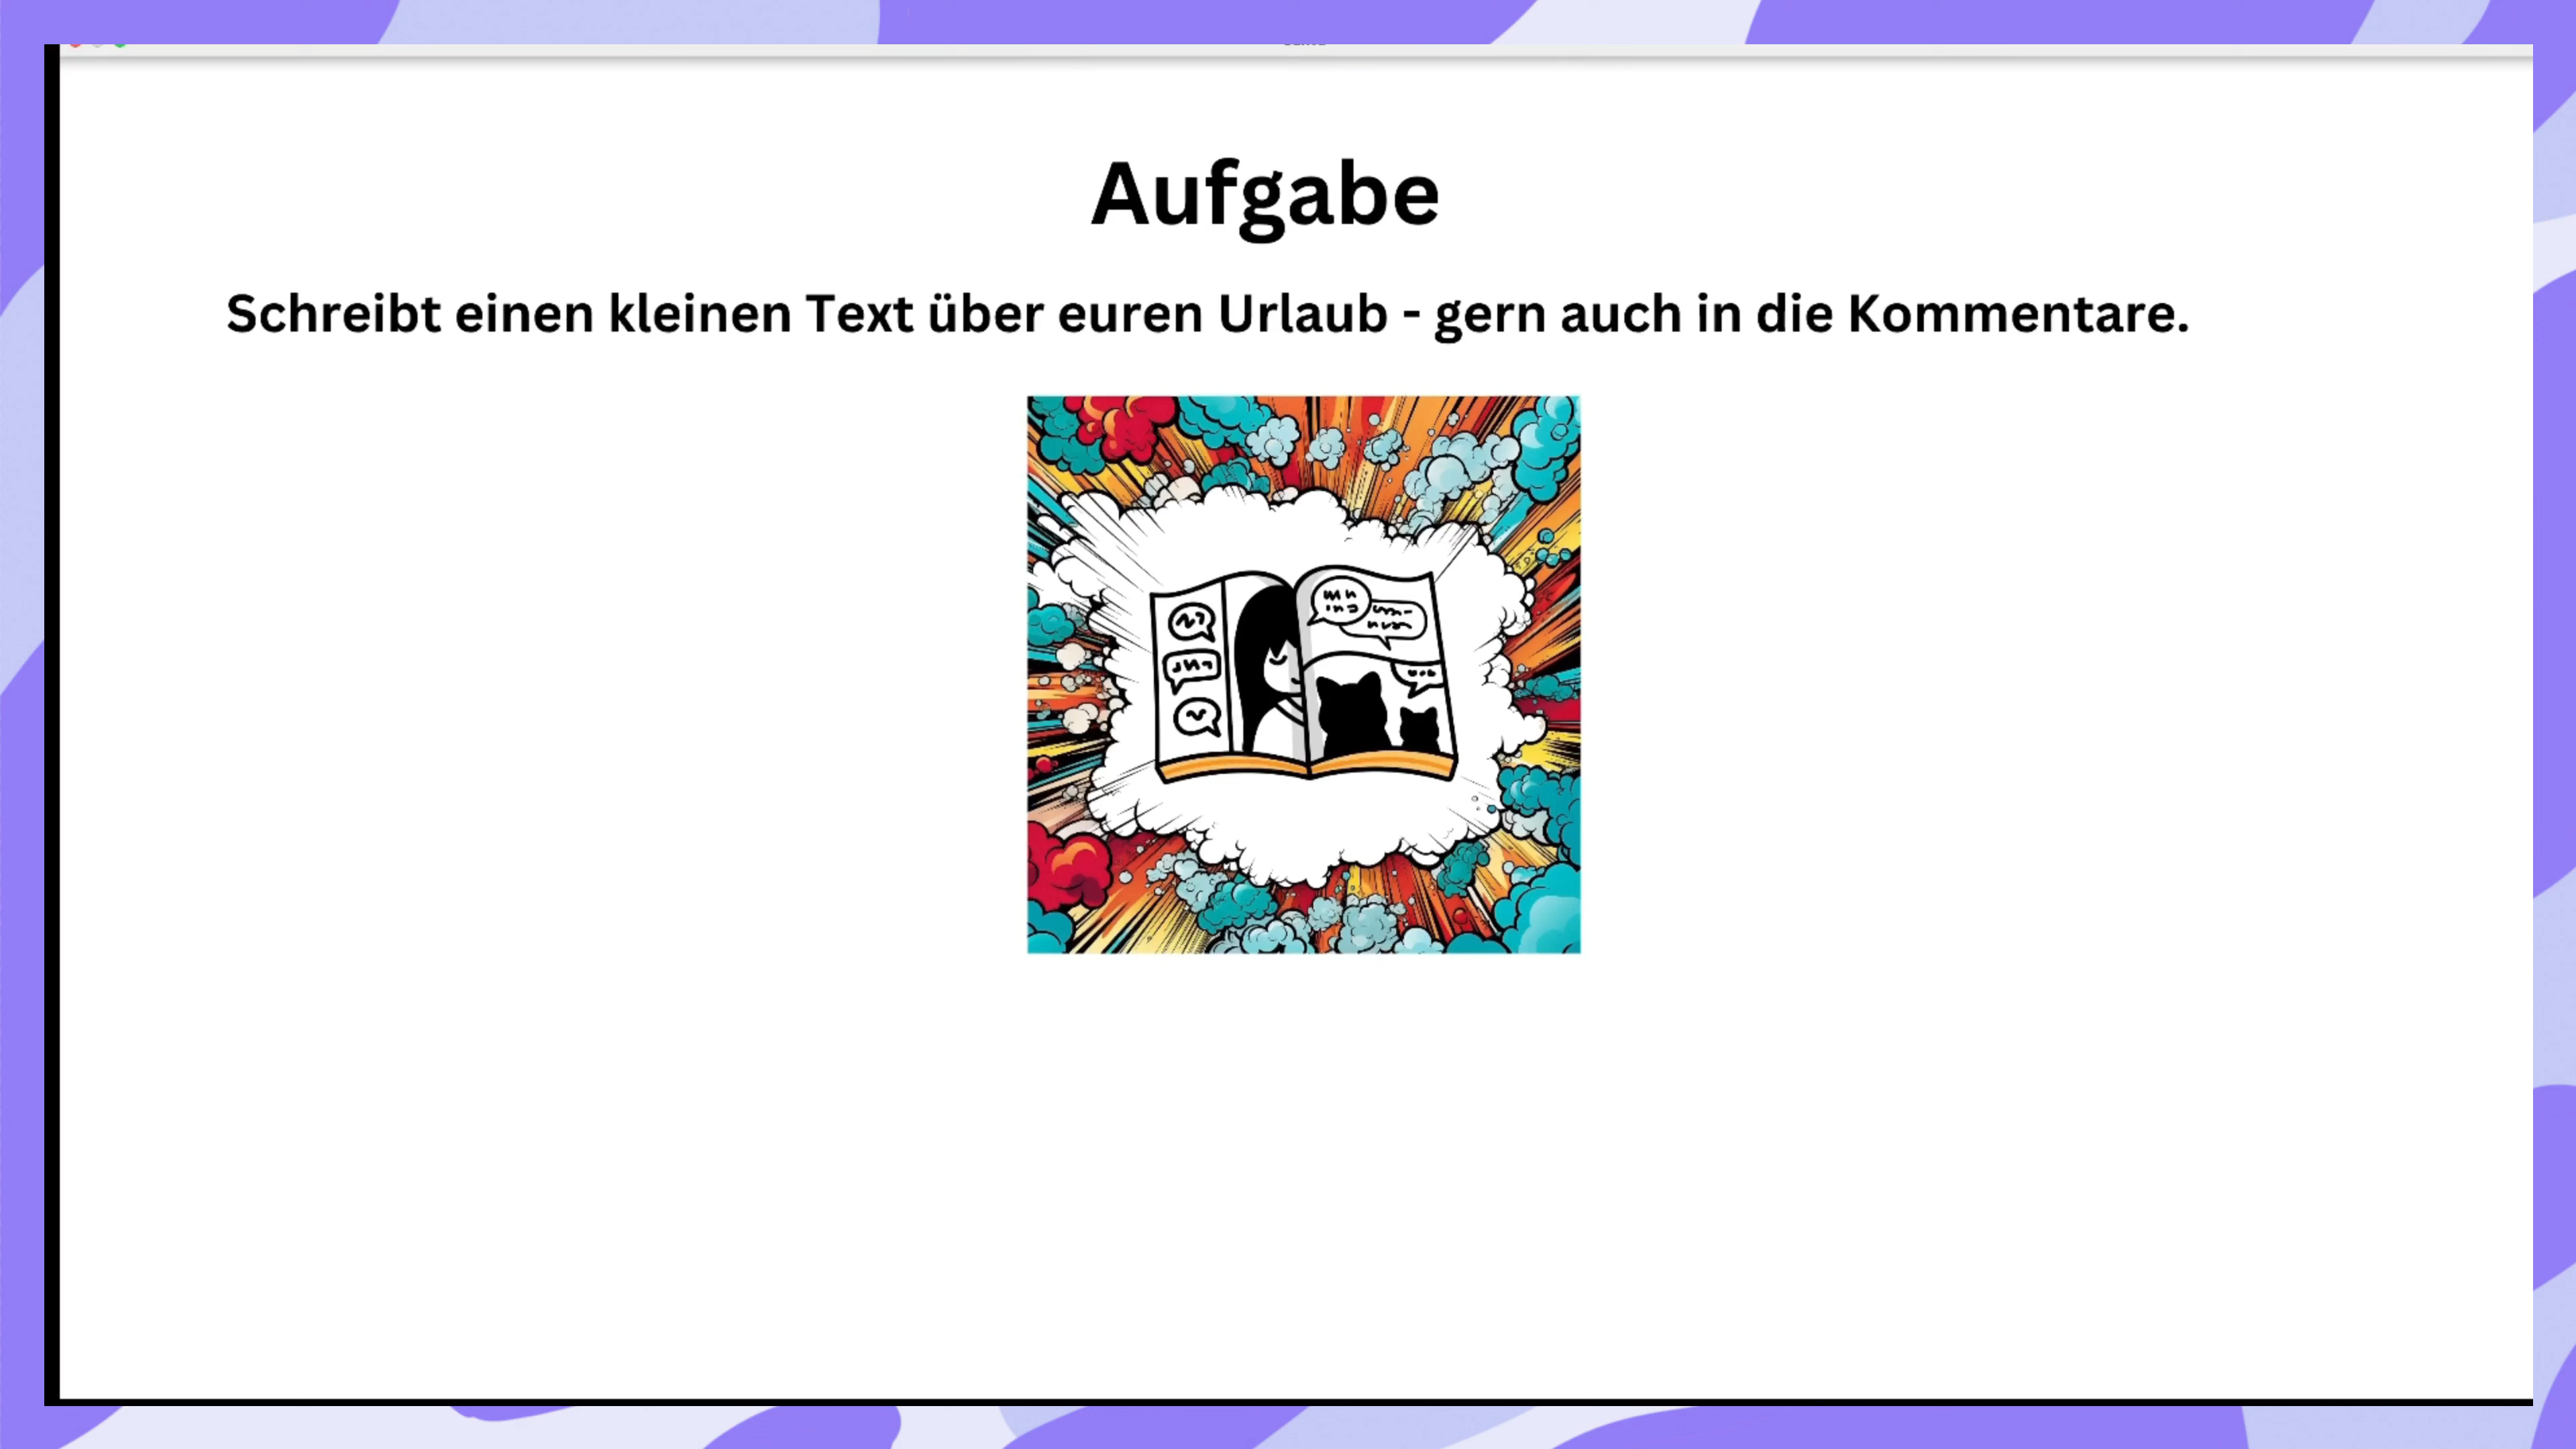 Aufgabe
Schreibt einen kleinen Text über euren Urlaub - gern auch in die Kommentare.